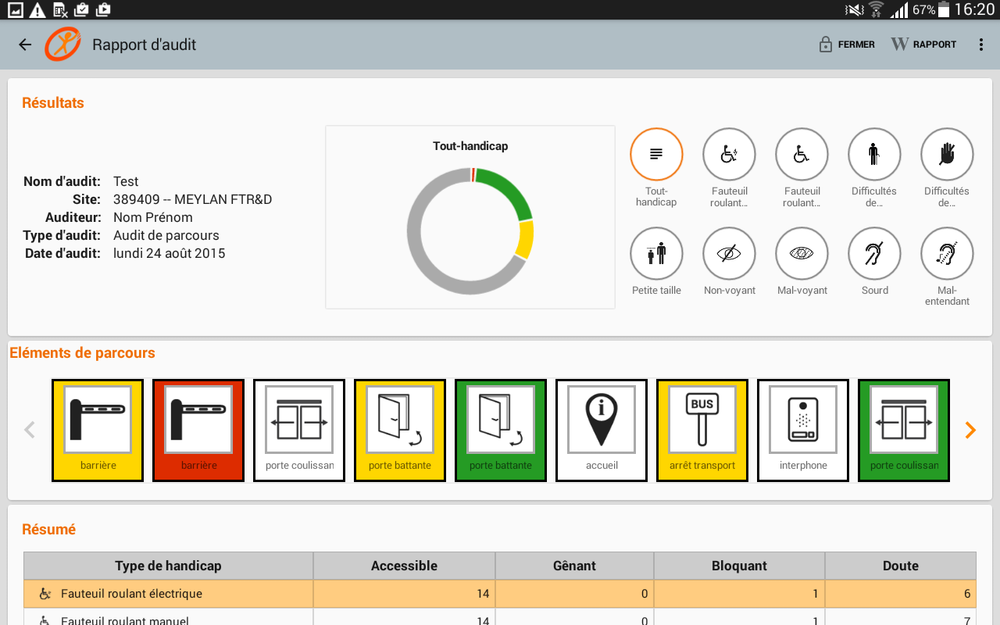 67% 16:20
Rapport d'audit
FERMER
W RAPPORT
Résultats
Nom d'audit: Test
Site: 389409 -- MEYLAN FTR&D
Auditeur: Nom Prénom
Type d'audit: Audit de parcours
Date d'audit: lundi 24 août 2015
Tout-handicap
Tout-
handicap
Fauteuil
roulant...
Fauteuil
roulant...
Difficultés
de...
Difficultés
de...
Petite taille
Non-voyant
Mal-voyant
Sourd
Mal-
entendant
Eléments de parcours
barrière
barrière
porte coulissan
porte battante
porte battante
i
accueil
BUS
arrêt transport
interphone
porte coulissan
Résumé
Type de handicap Accessible Gênant Bloquant Doute
Fauteuil roulant électrique 14 0 1 6
Fauteuil roulant manuel 14 0 1 7